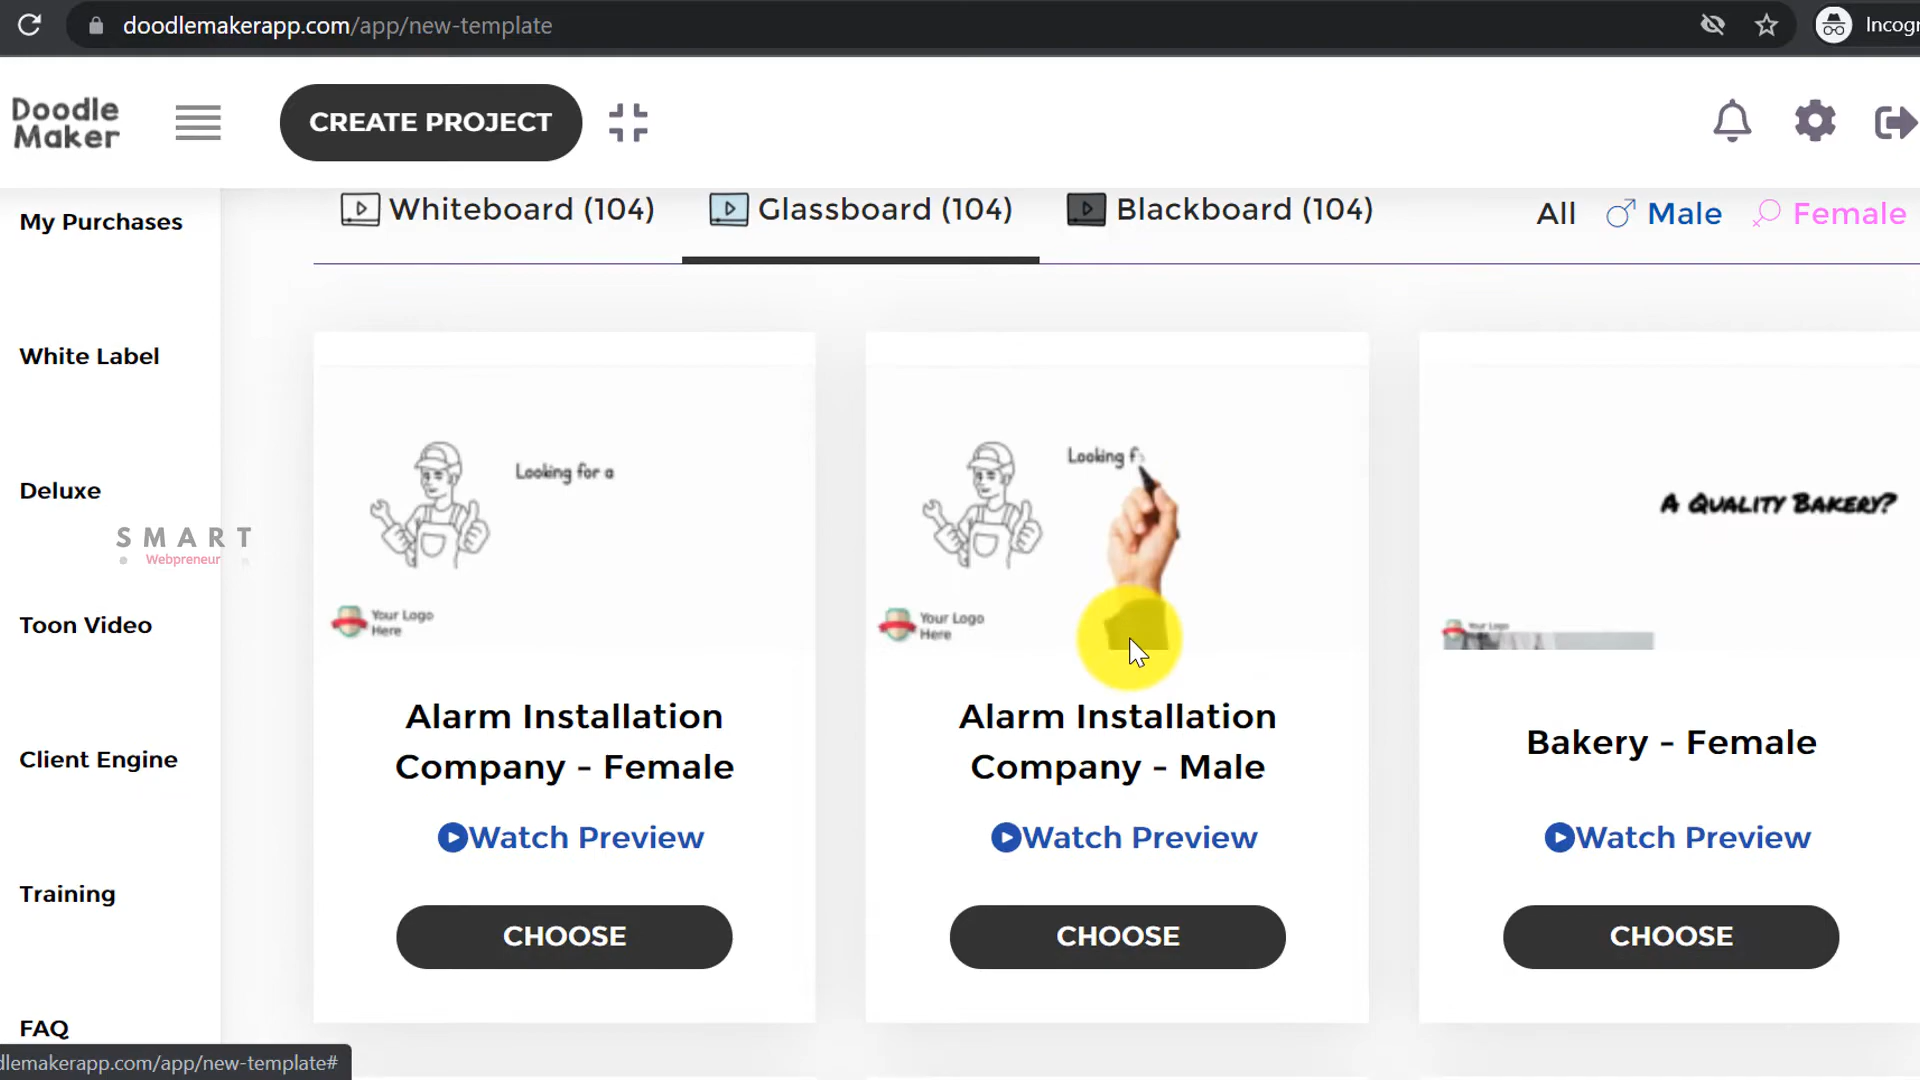 doodlemakerapp.com/app/new-template
Incogn
Doodle
Maker
CREATE PROJECT
Whiteboard (104)
Glassboard (104)
Blackboard (104)
All
Male
Female
My Purchases
White Label
Deluxe
SMART
Webpreneur
Toon Video
Client Engine
Training
FAQ
Looking for a
Your Logo
Here
Alarm Installation
Company - Female
Watch Preview
CHOOSE
Looking f
Your Logo
Here
Alarm Installation
Company - Male
Watch Preview
CHOOSE
A Quality Bakery?
Your Logo
Bakery - Female
Watch Preview
CHOOSE
dlemakerapp.com/app/new-template#